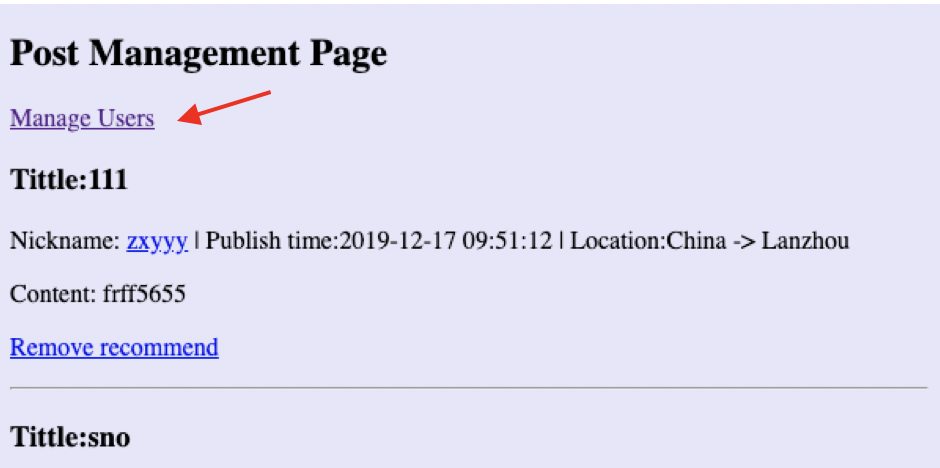 Post Management Page
Manage Users
Tittle:111
Nickname: zxyyy | Publish time:2019-12-17 09:51:12 | Location:China -> Lanzhou
Content: frff5655
Remove recommend
Tittle:sno